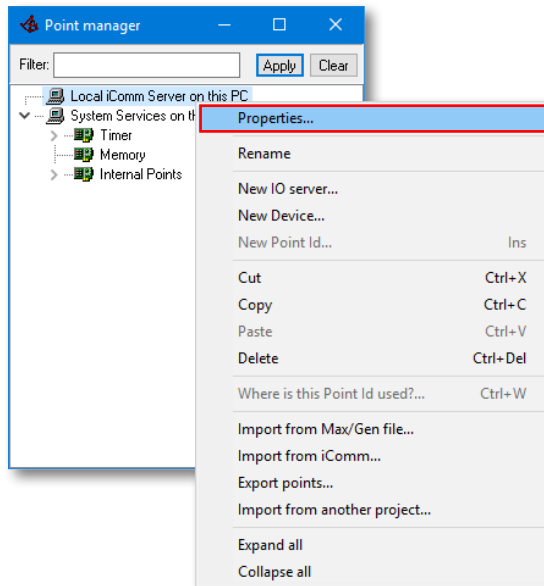 Point manager
Filter:
Apply
Clear
Local iComm Server on this PC
System Services on th
Timer
Memory
Internal Points
Properties...
Rename
New IO server...
New Device...
New Point Id... Ins
Cut Ctrl+X
Copy Ctrl+C
Paste Ctrl+V
Delete Ctrl+Del
Where is this Point Id used?... Ctrl+W
Import from Max/Gen file...
Import from iComm...
Export points...
Import from another project...
Expand all
Collapse all